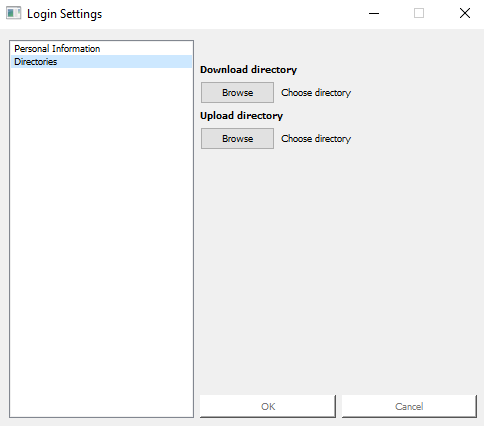 Login Settings
Personal Information
Directories
Download directory
Browse Choose directory
Upload directory
Browse Choose directory
OK Cancel